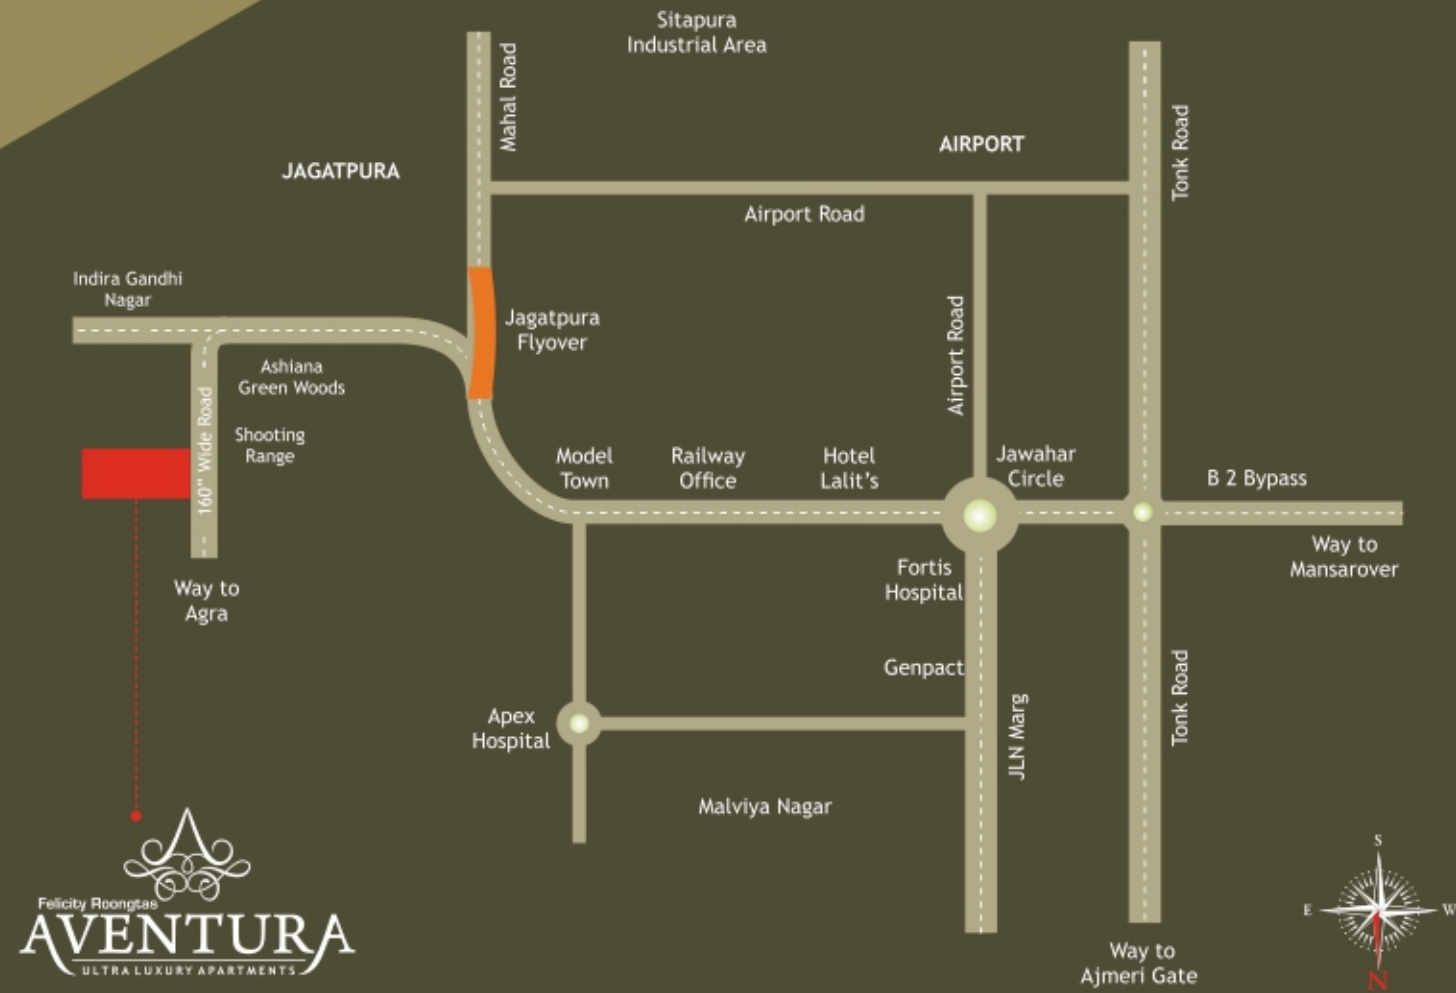 Sitapura
Industrial Area
Mahal Road
Tonk Road
AIRPORT
JAGATPURA
Airport Road
Indira Gandhi
Nagar
Jagatpura
Flyover
Airport Road
Ashiana
Green Woods
160" Wide Road
Shooting
Range
Model
Town
Railway
Office
Hotel
Lalit's
Jawahar
Circle
B 2 Bypass
Way to
Mansarover
Fortis
Hospital
Way to
Agra
Genpact
JLN Marg
Tonk Road
Apex
Hospital
Malviya Nagar
Felicity Roongtas
AVENTURA
ULTRA LUXURY APARTMENTS
Way to
Ajmeri Gate
S
E
W
N